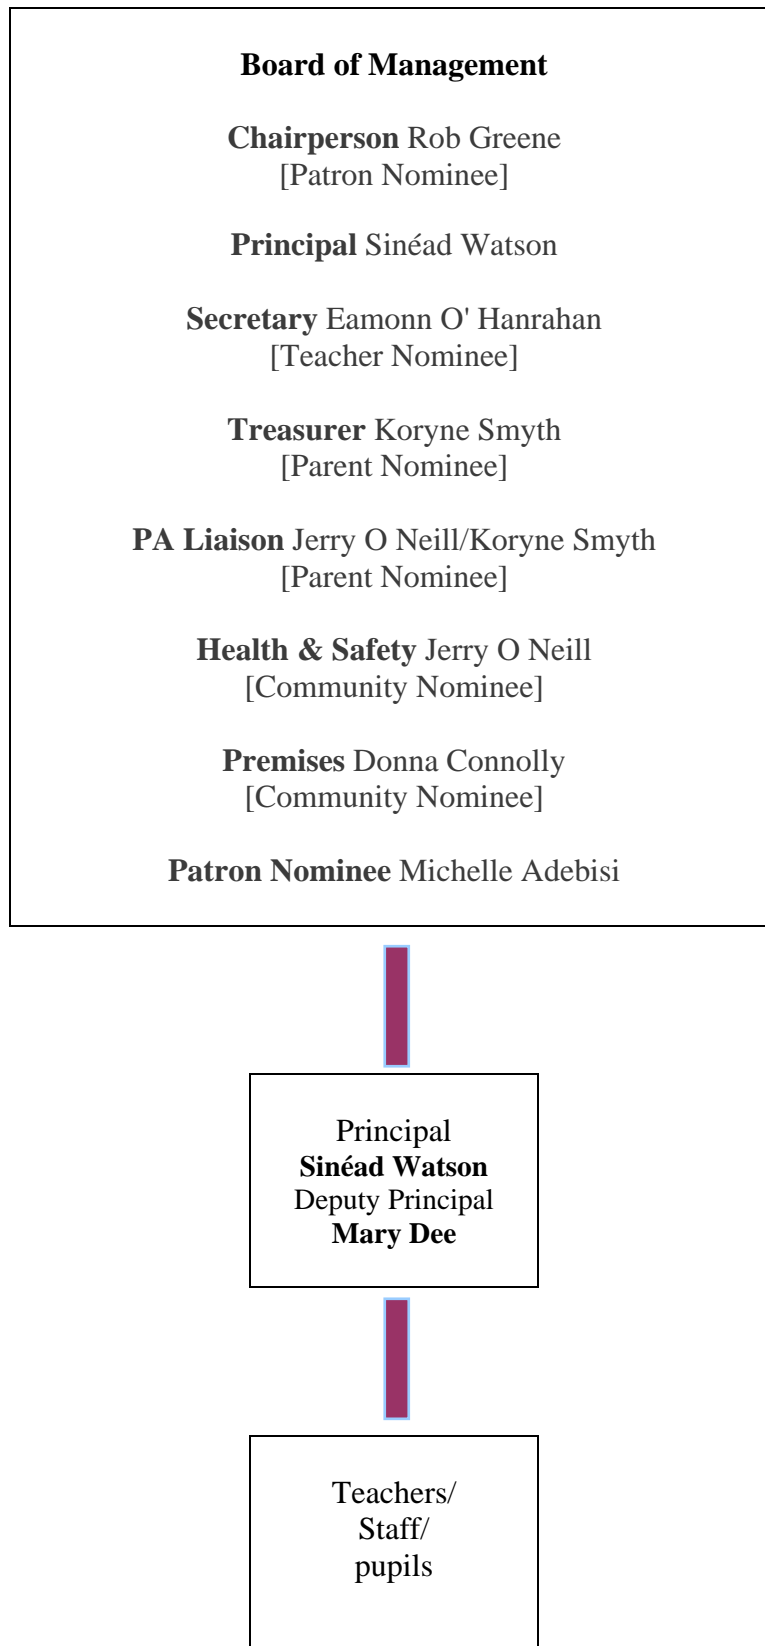 Board of Management
Chairperson Rob Greene
[Patron Nominee]
Principal Sinéad Watson
Secretary Eamonn O' Hanrahan
[Teacher Nominee]
Treasurer Koryne Smyth
[Parent Nominee]
PA Liaison Jerry O Neill/Koryne Smyth
[Parent Nominee]
Health & Safety Jerry O Neill
[Community Nominee]
Premises Donna Connolly
[Community Nominee]
Patron Nominee Michelle Adebisi
Principal
Sinéad Watson
Deputy Principal
Mary Dee
Teachers/
Staff/
pupils